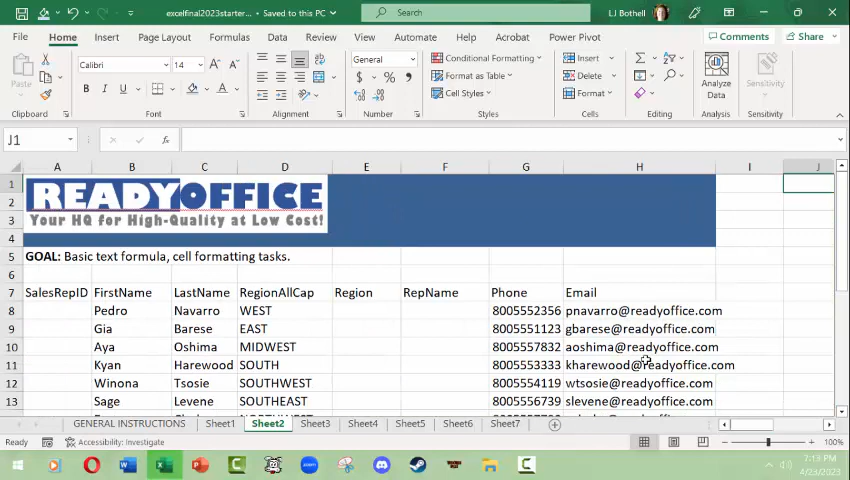 excelfinal2023starter... • Saved to this PC
Search
LJ Bothell
File Home Insert Page Layout Formulas Data Review View Automate Help Acrobat Power Pivot
Comments Share
Paste
Calibri 14
General
Conditional Formatting
Format as Table
Cell Styles
Insert
Delete
Format
Analyze Data
Sensitivity
Clipboard Font Alignment Number Styles Cells Editing Analysis Sensitivity
J1
A B C D E F G H I J
1 READYOFFICE
2
3 Your HQ for High-Quality at Low Cost!
4
5 GOAL: Basic text formula, cell formatting tasks.
6
7 SalesRepID FirstName LastName RegionAllCap Region RepName Phone Email
8 Pedro Navarro WEST 8005552356 pnavarro@readyoffice.com
9 Gia Barese EAST 8005551123 gbarese@readyoffice.com
10 Aya Oshima MIDWEST 8005557832 aoshima@readyoffice.com
11 Kyan Harewood SOUTH 8005553333 kharewood@readyoffice.com
12 Winona Tsosie SOUTHWEST 8005554119 wtsosie@readyoffice.com
13 Sage Levene SOUTHEAST 8005556739 slevene@readyoffice.com
GENERAL INSTRUCTIONS Sheet1 Sheet2 Sheet3 Sheet4 Sheet5 Sheet6 Sheet7
Ready Accessibility: Investigate 100%
7:13 PM
4/23/2023